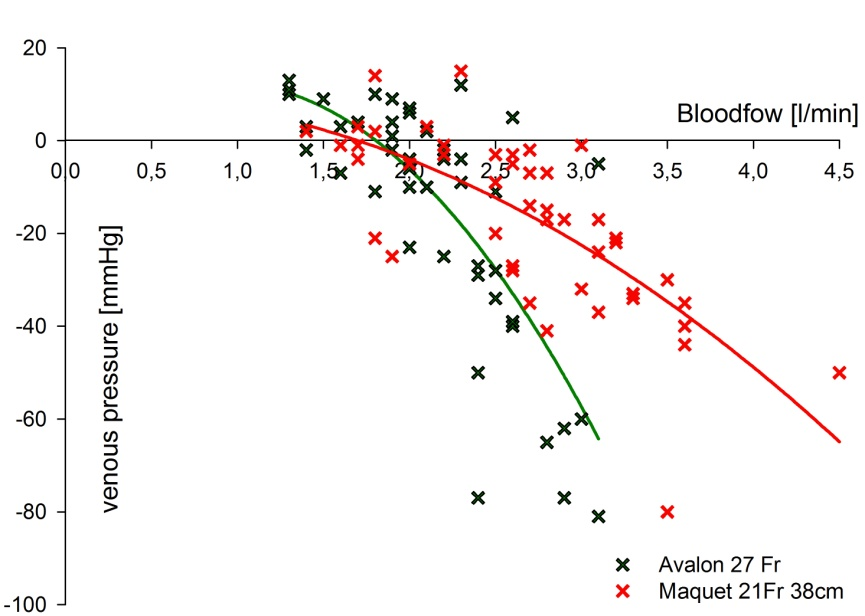 20
Bloodfow [l/min]
0
0,0 0,5 1,0 1,5 2,0 2,5 3,0 3,5 4,0 4,5
-20
-40
-60
-80
-100
venous pressure [mmHg]
Avalon 27 Fr
Maquet 21Fr 38cm